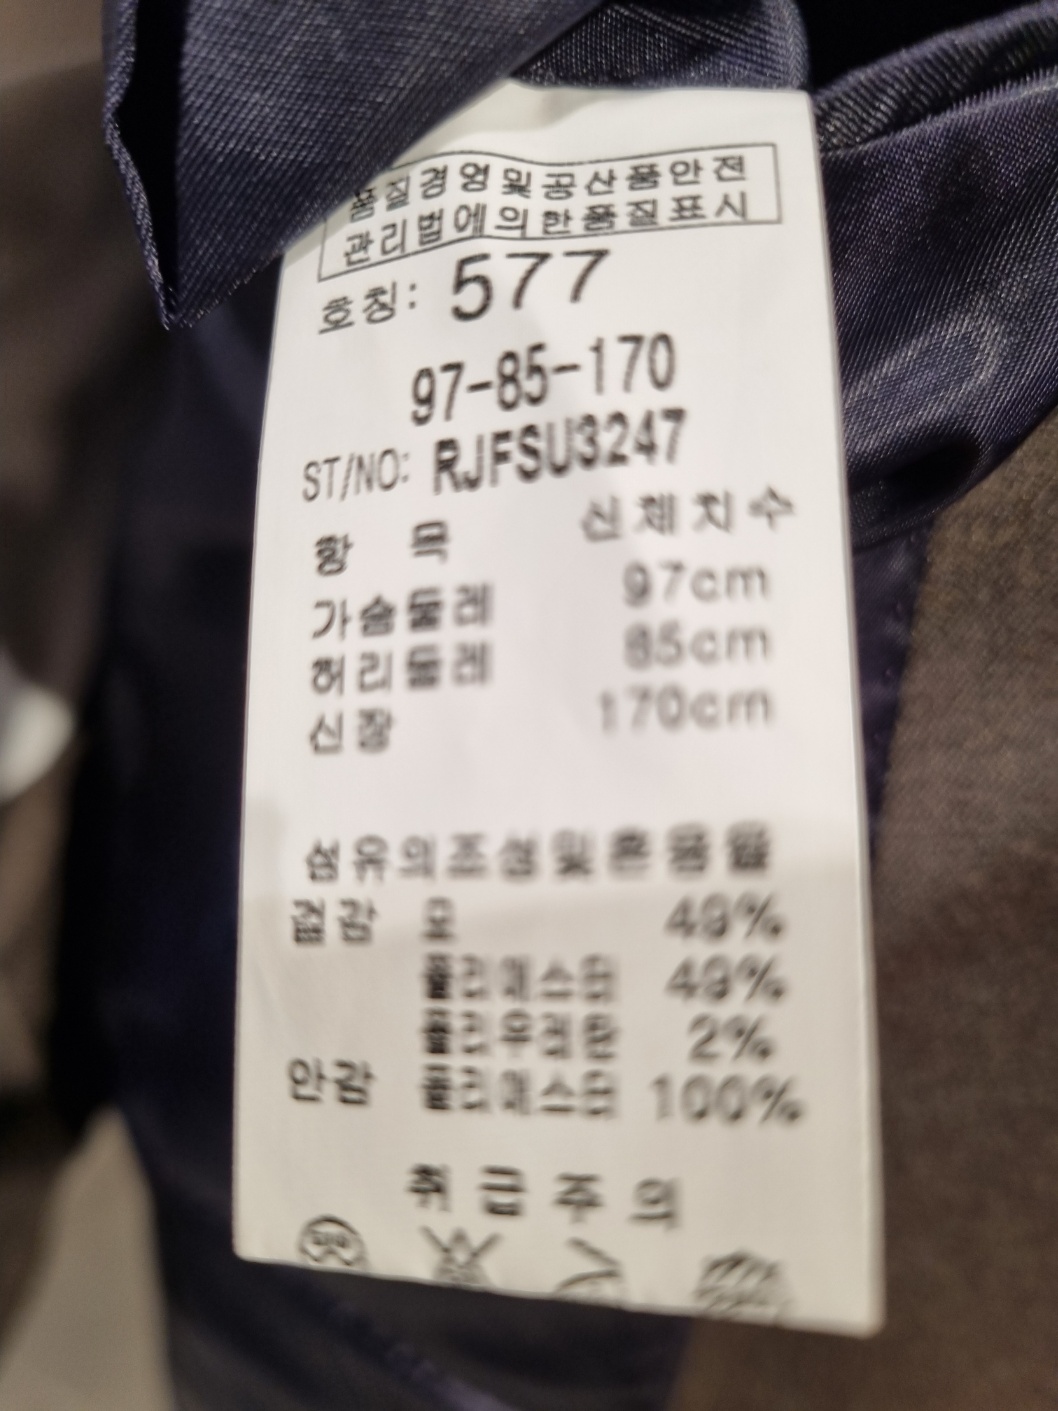 품질경영및공산품안전
관리법에의한품질표시
호칭: 577
97-85-170
ST/NO: RJFSU3247
항 목 신체치수
가슴둘레 97cm
허리둘레 85cm
신장 170cm
섬유의조성및혼용률
겉감 모 49%
폴리에스터 49%
폴리우레탄 2%
안감 폴리에스터 100%
취급주의